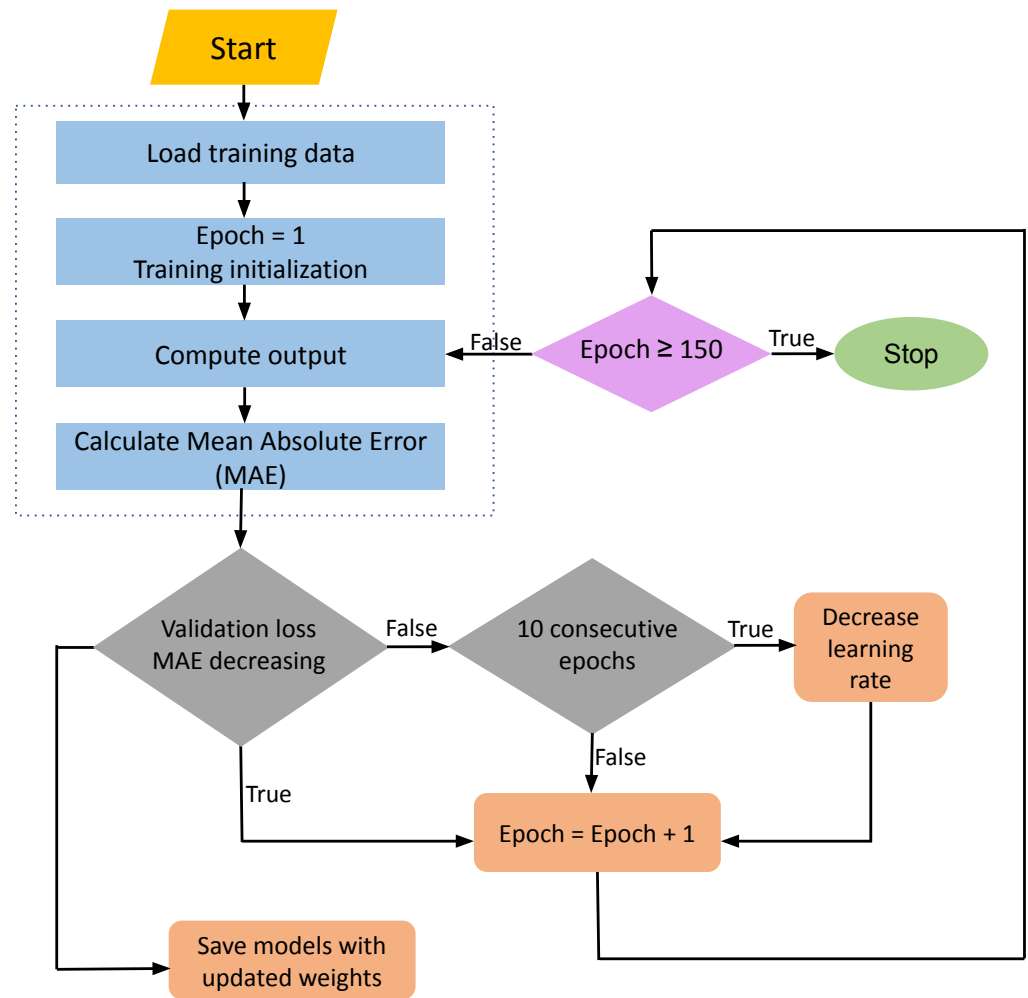 Start
Load training data
Epoch = 1
Training initialization
Compute output
False
Epoch ≥ 150
True
Stop
Calculate Mean Absolute Error
(MAE)
Validation loss
MAE decreasing
False
10 consecutive
epochs
True
Decrease
learning
rate
True
False
Epoch = Epoch + 1
Save models with
updated weights